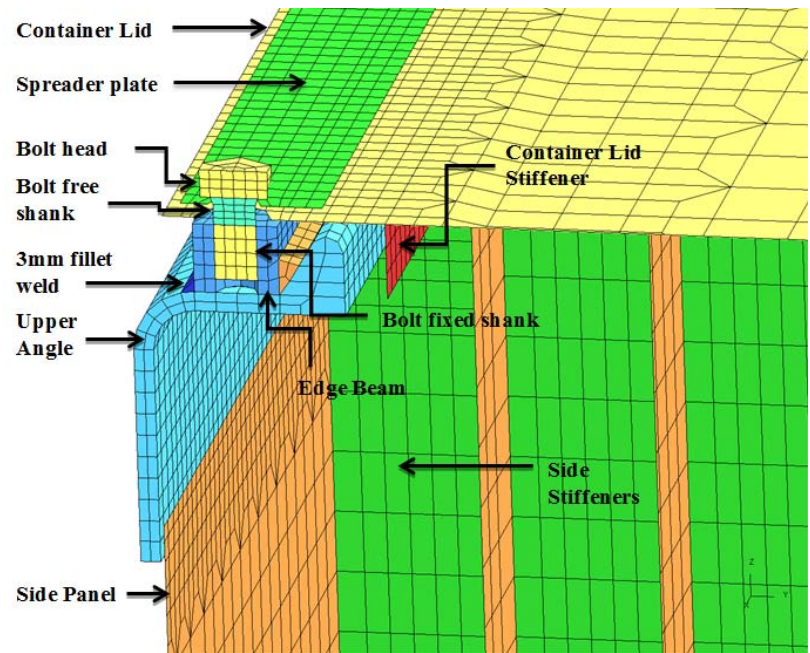 Container Lid
Spreader plate
Bolt head
Bolt free
shank
3mm fillet
weld
Upper
Angle
Side Panel
Container Lid
Stiffener
Bolt fixed shank
Edge Beam
Side
Stiffeners
Z
Y
X